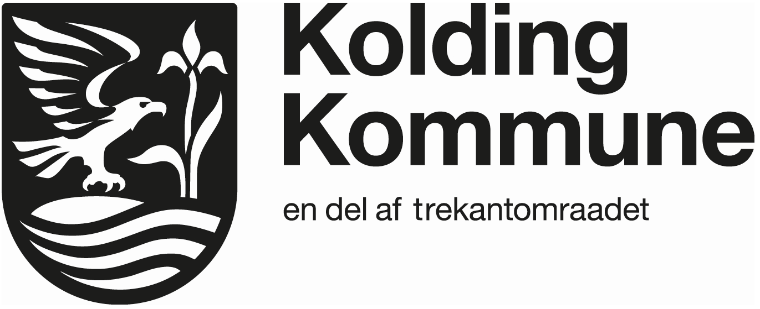 Kolding
Kommune
en del af trekantomraadet